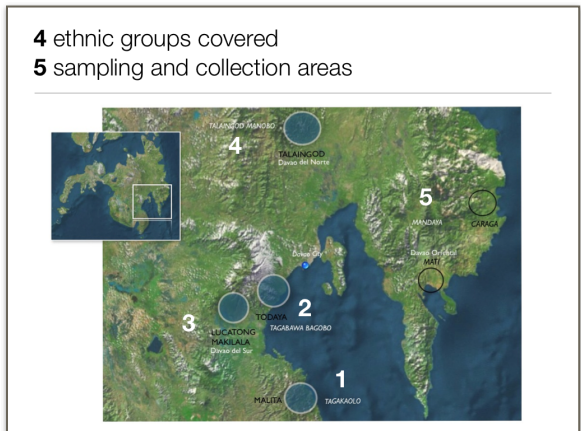 4 ethnic groups covered
5 sampling and collection areas
TALAINGOD MANOBO
4
TALAINGOD
Davao del Norte
5
MANDAYA
CARAGA
Davao City
Davao Oriental
MATI
3
LUCATONG
MAKILALA
Davao del Sur
TODAYA
2
TAGABAWA BAGOBO
1
MALITA
TAGAKAOLO